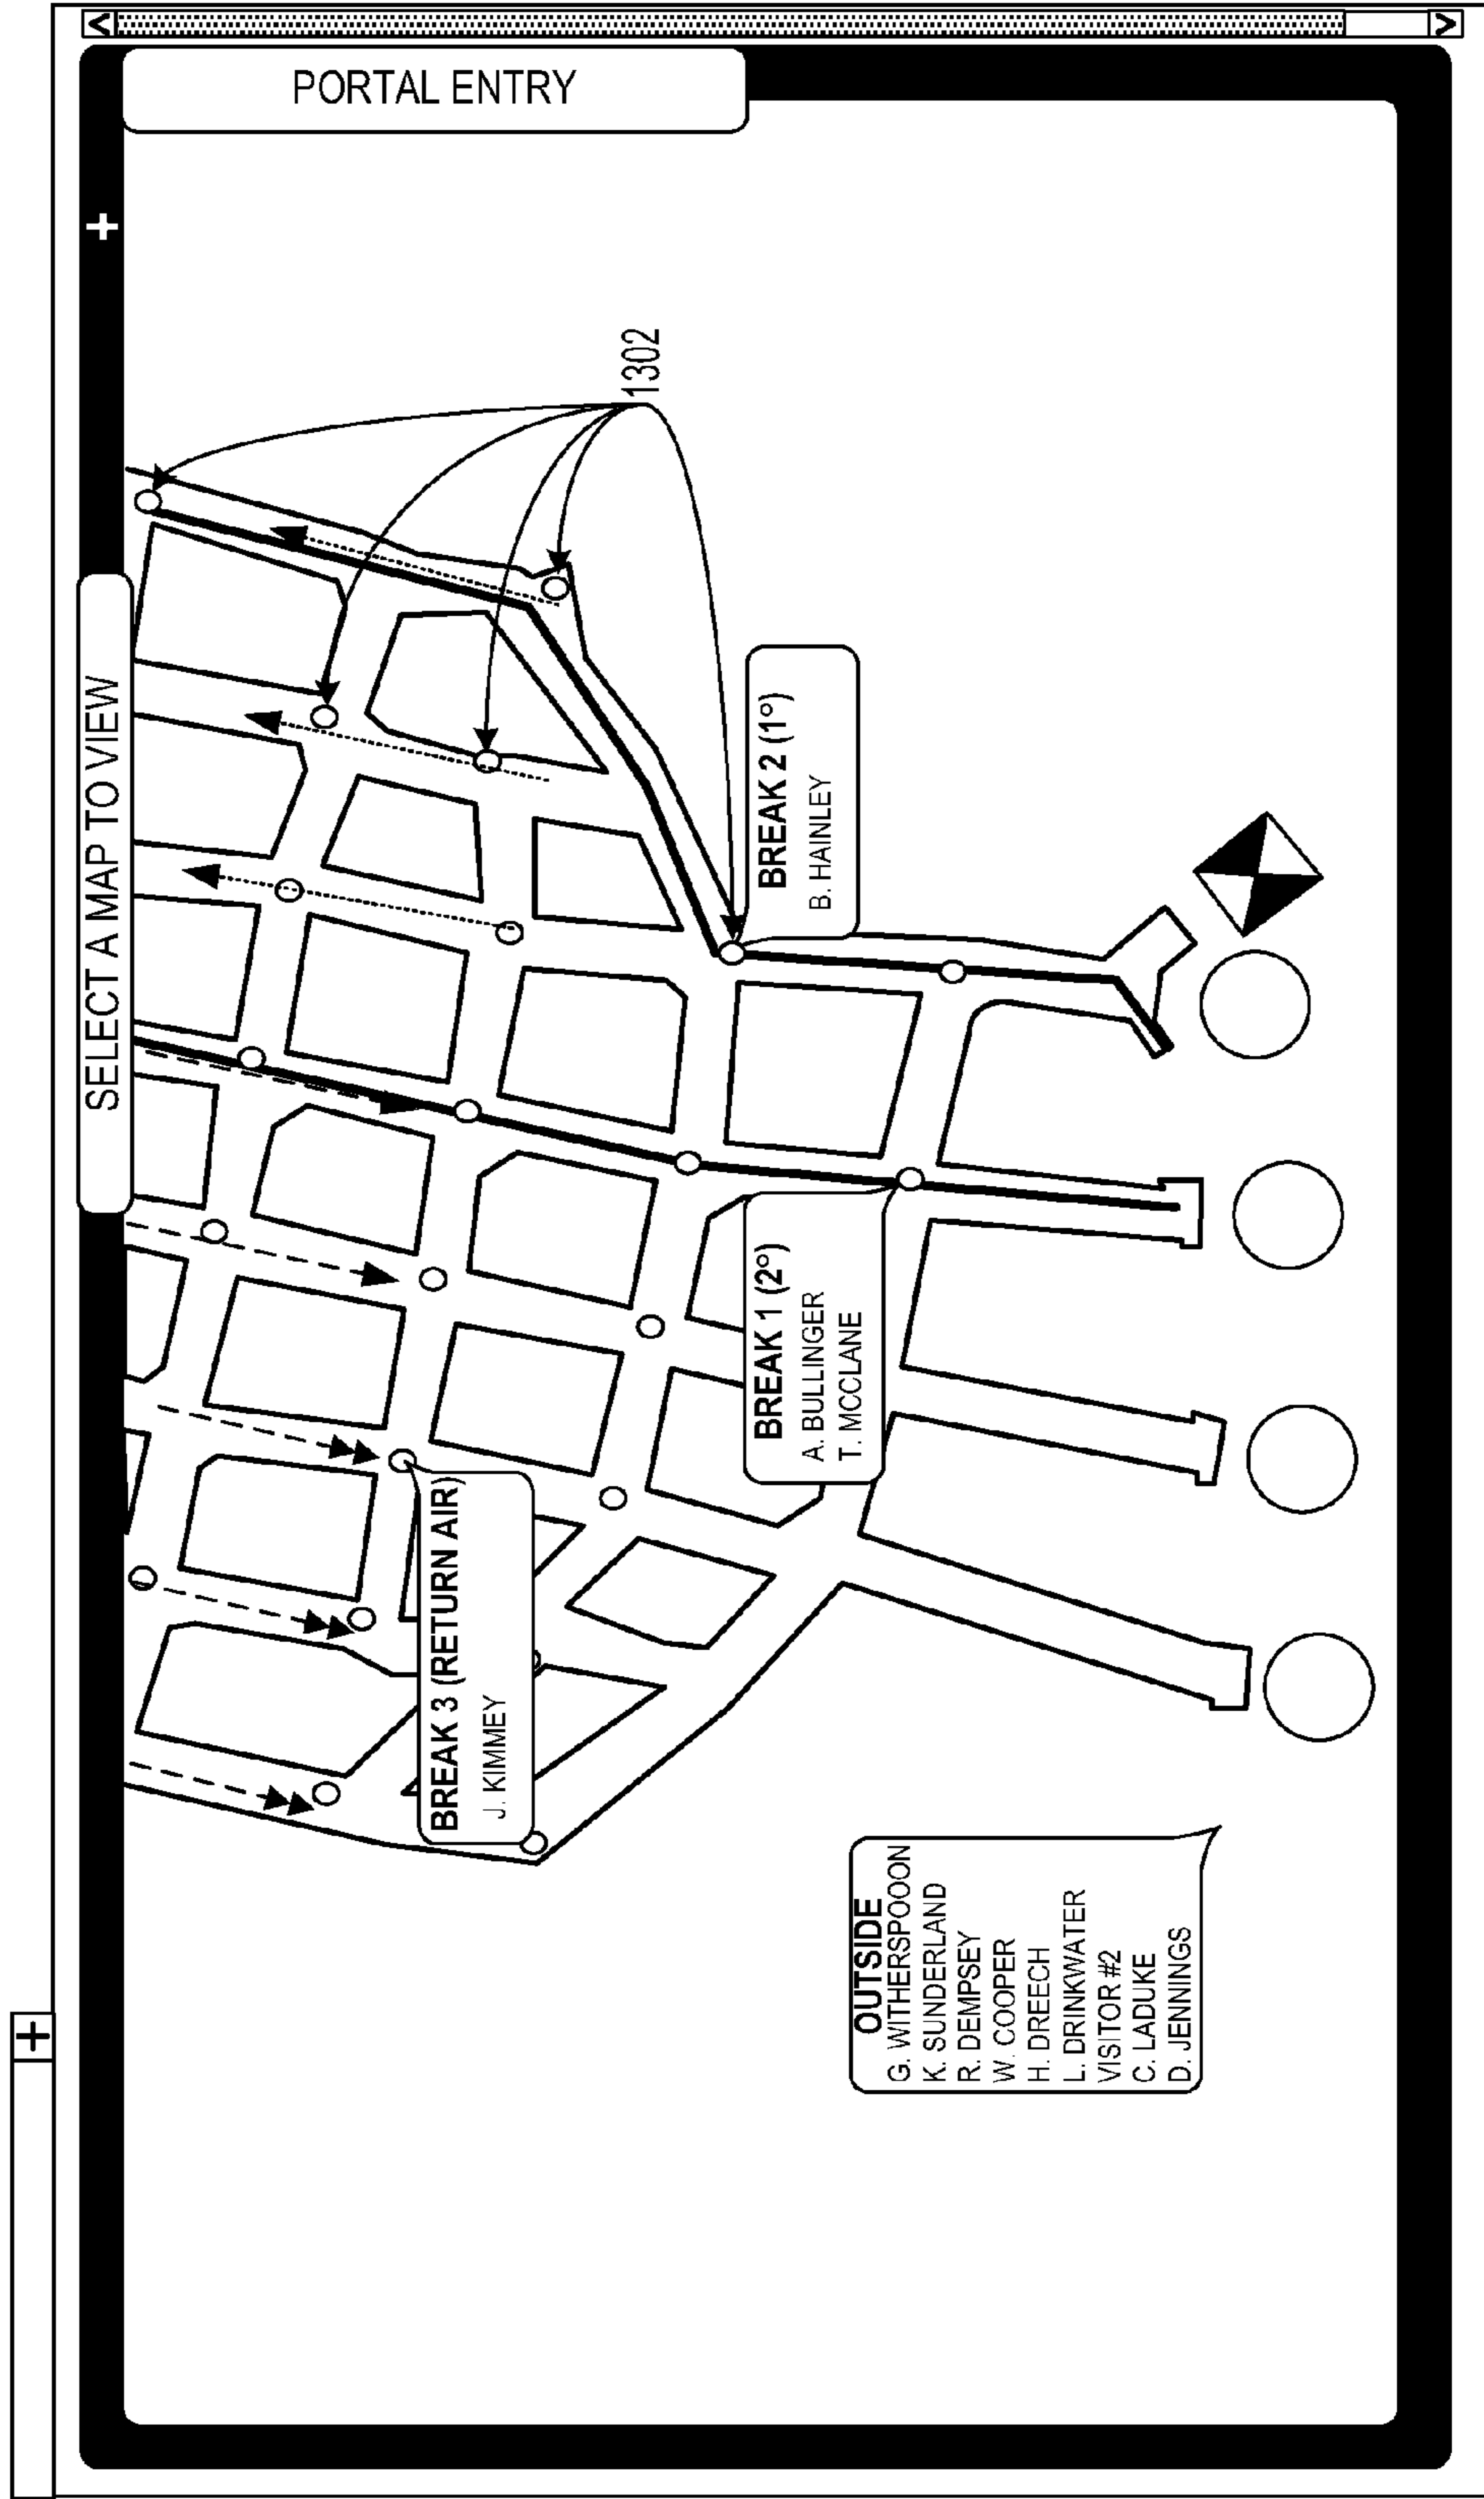 SELECT A MAP TO VIEW
+
PORTAL ENTRY
+
1302
BREAK 2 (1°)
B. HAINLEY
BREAK 1 (2°)
A. BULLINGER
T. MCCLANE
BREAK 3 (RETURN AIR)
J. KIMMEY
OUTSIDE
G. WITHERSPOOON
K. SUNDERLAND
R. DEMPSEY
W. COOPER
H. DREECH
L. DRINKWATER
VISITOR #2
C. LADUKE
D. JENNINGS